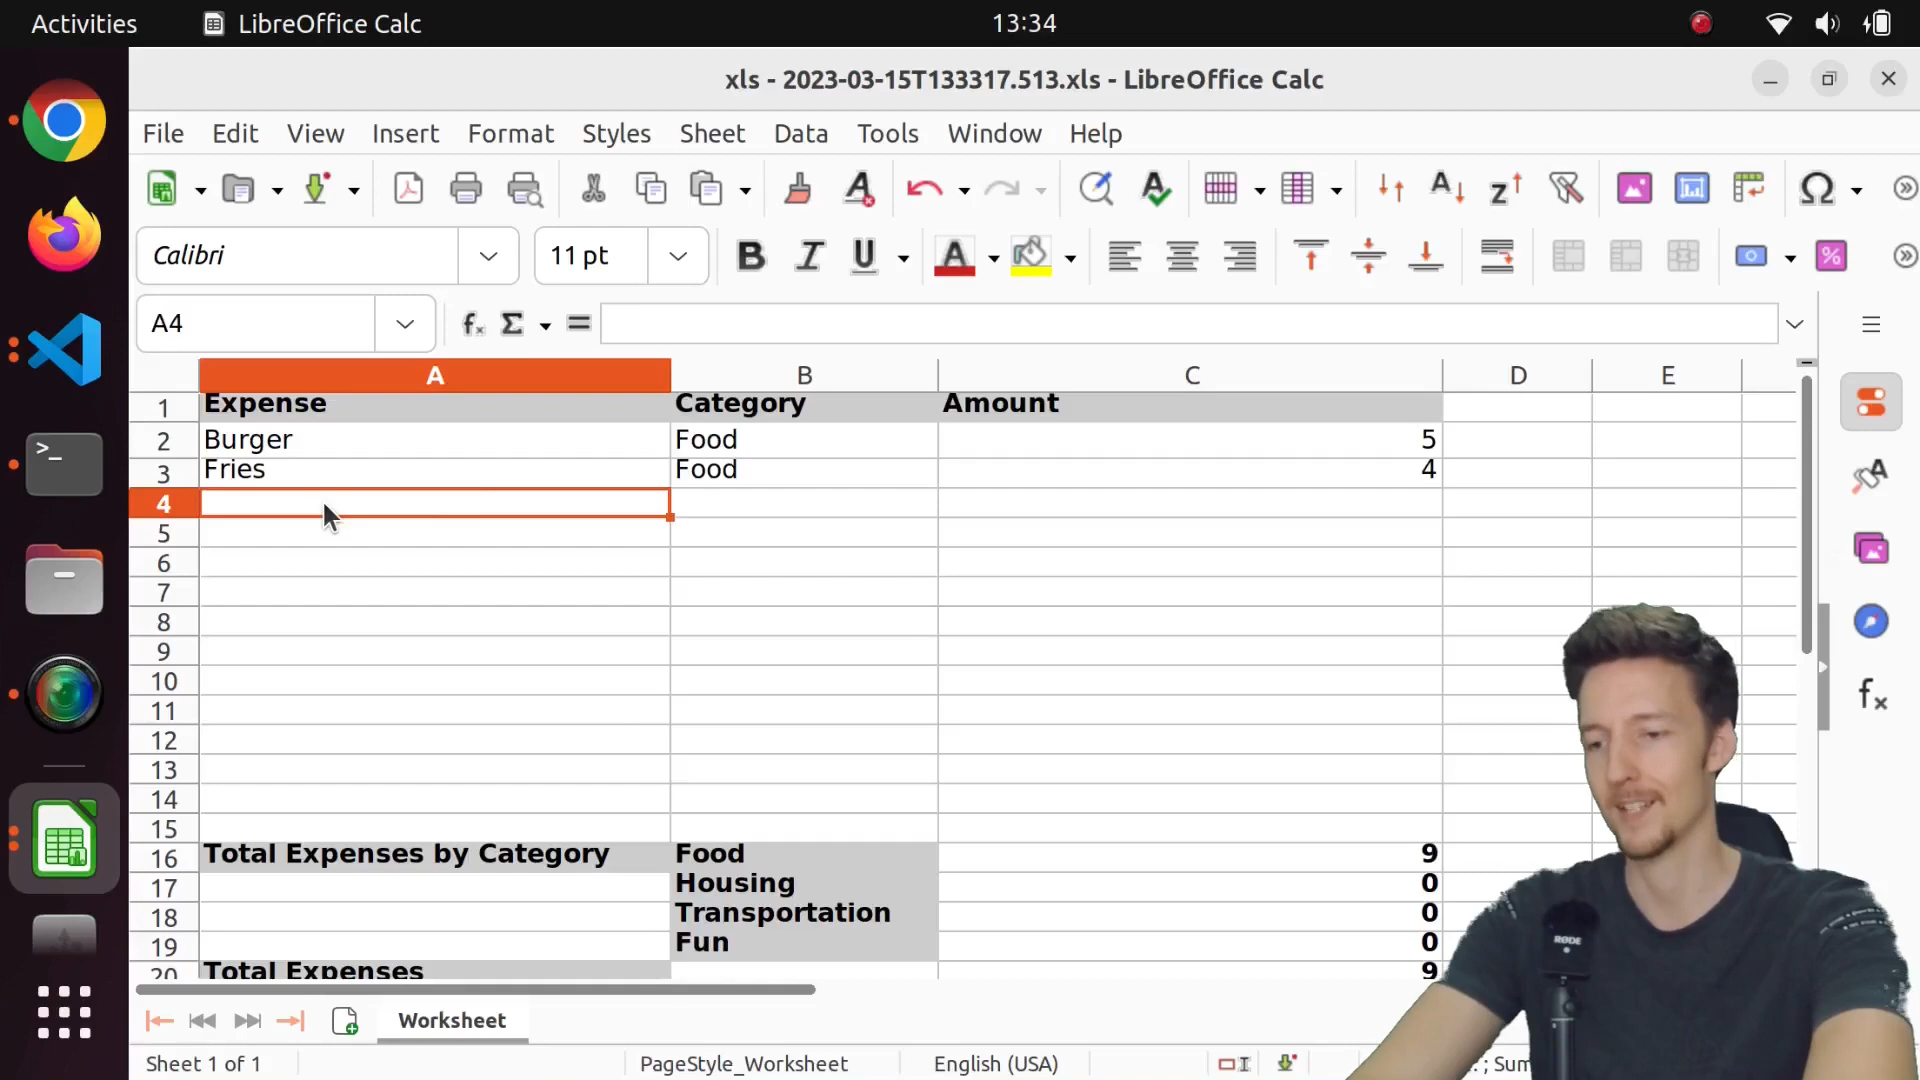 Activities LibreOffice Calc 13:34
xls - 2023-03-15T133317.513.xls - LibreOffice Calc
File Edit View Insert Format Styles Sheet Data Tools Window Help
Calibri 11 pt
A4
A B C D E
1 Expense Category Amount
2 Burger Food 5
3 Fries Food 4
4
5
6
7
8
9
10
11
12
13
14
15
16 Total Expenses by Category Food 9
17 Housing 0
18 Transportation 0
19 Fun 0
20 Total Expenses 9
RØDE
Worksheet
Sheet 1 of 1 PageStyle_Worksheet English (USA) ; Sum